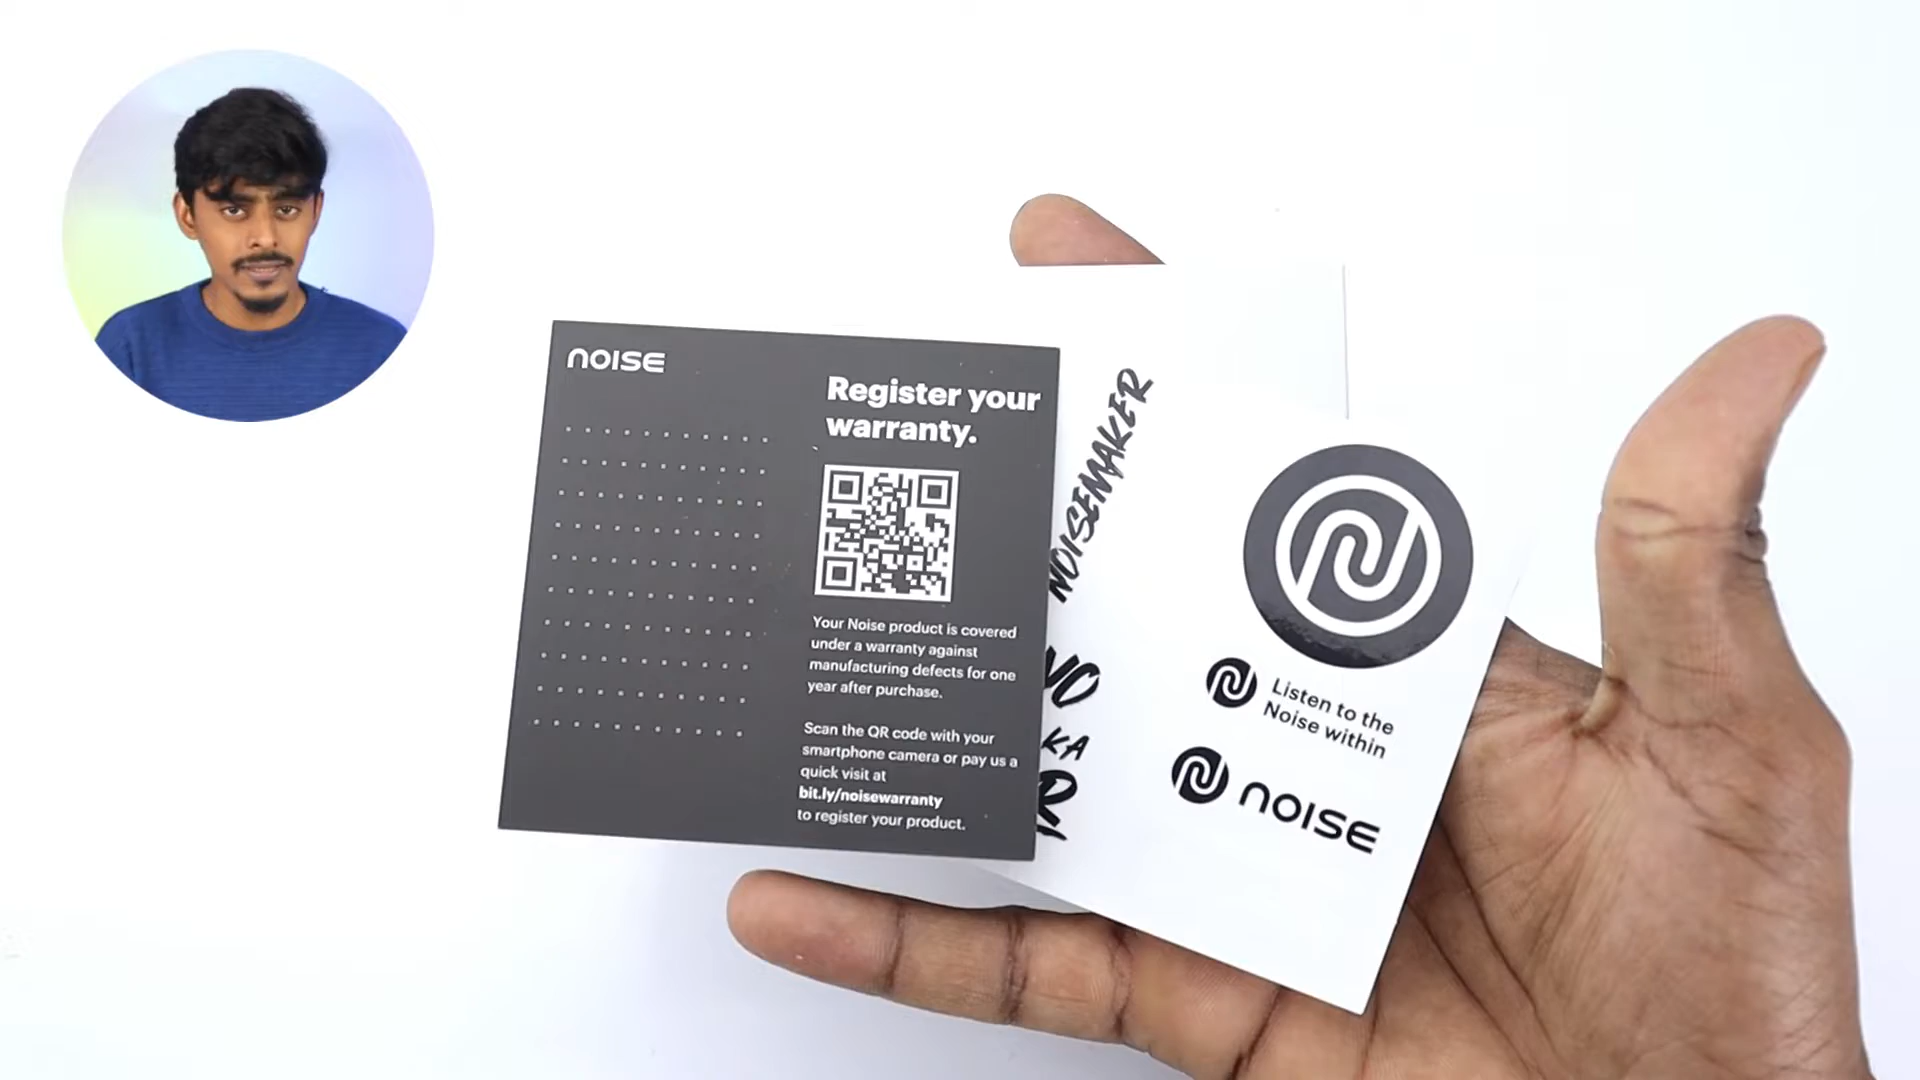 NOISE
Register your
warranty.
Your Noise product is covered
under a warranty against
manufacturing defects for one
year after purchase.
Scan the QR code with your
smartphone camera or pay us a
quick visit at
bit.ly/noisewarranty
to register your product.
NOISEMAKER
KA
Listen to the
Noise within
NOISE